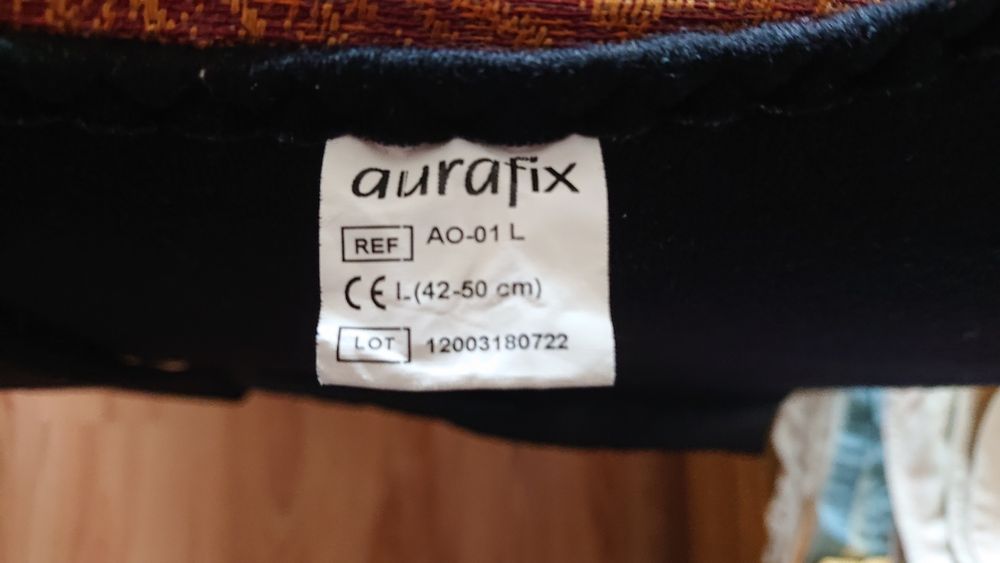 aurafix
REF AO-01 L
CE L (42-50 cm)
LOT 12003180722